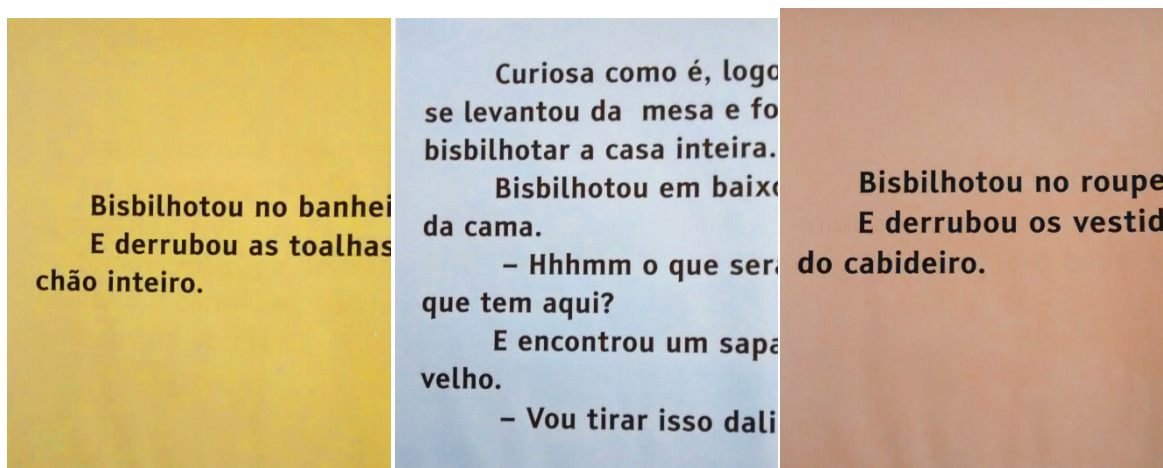 Bisbilhotou no banhei
E derrubou as toalhas
chão inteiro.
Curiosa como é, logo
se levantou da mesa e fo
bisbilhotar a casa inteira.
Bisbilhotou em baixo
da cama.
– Hhhmm o que será
que tem aqui?
E encontrou um sapa
velho.
– Vou tirar isso dali
Bisbilhotou no roupe
E derrubou os vestid
do cabideiro.